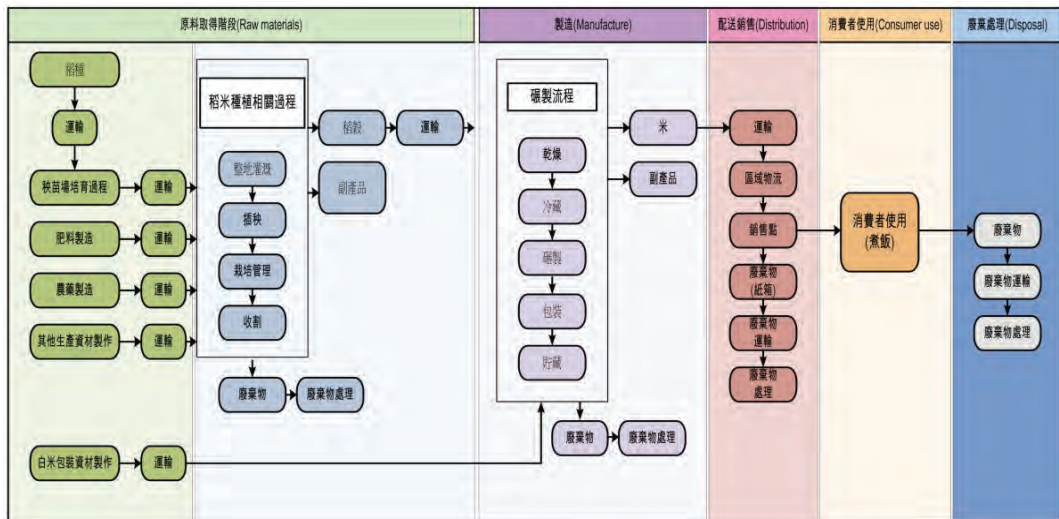 原料取得階段(Raw materials)
製造(Manufacture)
配送銷售(Distribution)
消費者使用(Consumer use)
廢棄處理(Disposal)
稻種
運輸
秧苗場培育過程
運輸
肥料製造
運輸
農藥製造
運輸
其他生產資材製作
運輸
白米包裝資材製作
運輸
稻米種植相關過程
整地灌溉
插秧
栽培管理
收割
稻穀
運輸
副產品
廢棄物
廢棄物處理
碾製流程
乾燥
冷藏
碾製
包裝
貯藏
米
副產品
廢棄物
廢棄物處理
運輸
區域物流
銷售點
廢棄物
(紙箱)
廢棄物
運輸
廢棄物
處理
消費者使用
(煮飯)
廢棄物
廢棄物運輸
廢棄物處理